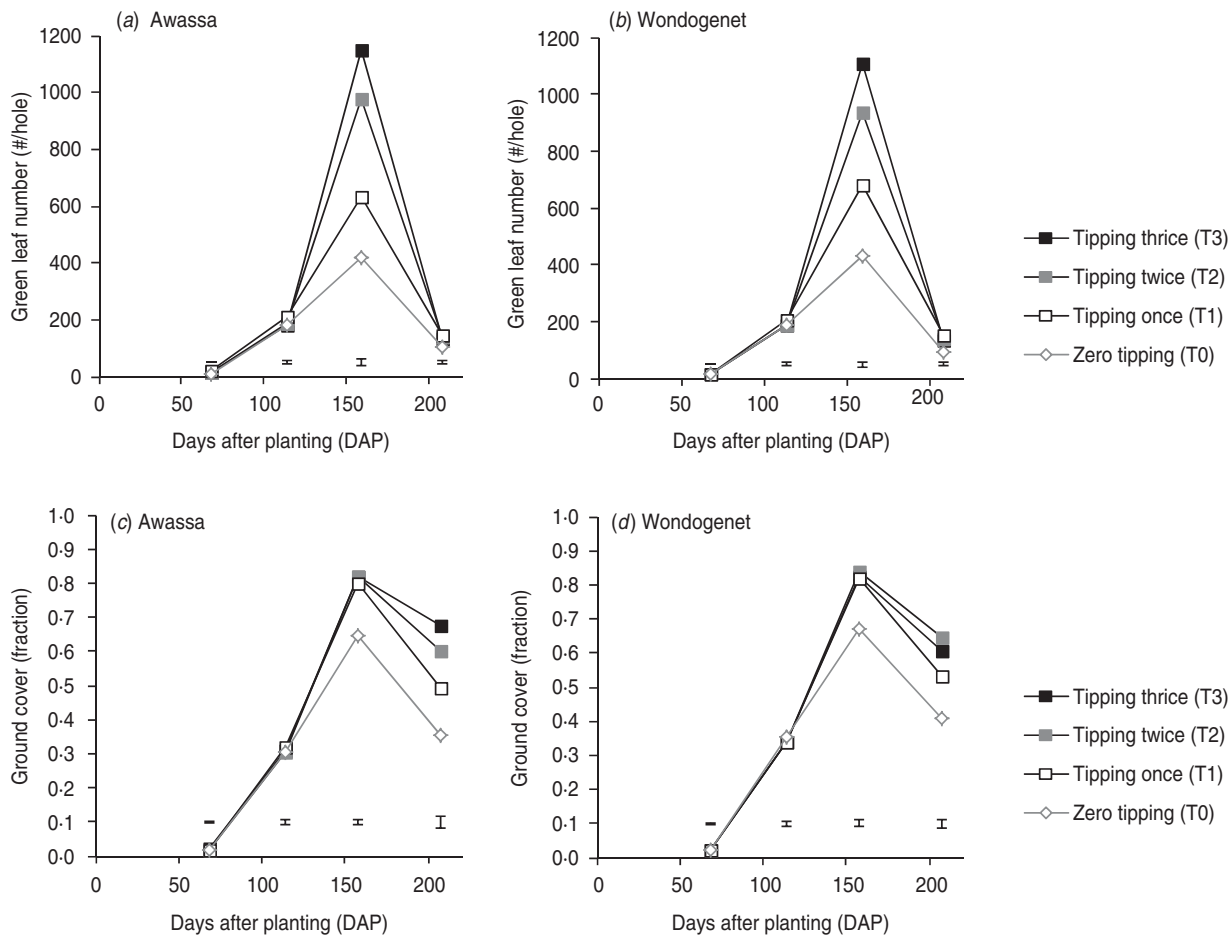 (a) Awassa
1200
1000
800
600
400
200
0
Green leaf number (#/hole)
0 50 100 150 200
Days after planting (DAP)
(b) Wondogenet
1200
1000
800
600
400
200
0
Green leaf number (#/hole)
0 50 100 150 200
Days after planting (DAP)
Tipping thrice (T3)
Tipping twice (T2)
Tipping once (T1)
Zero tipping (T0)
(c) Awassa
1·0
0·9
0·8
0·7
0·6
0·5
0·4
0·3
0·2
0·1
0·0
Ground cover (fraction)
0 50 100 150 200
Days after planting (DAP)
(d) Wondogenet
1·0
0·9
0·8
0·7
0·6
0·5
0·4
0·3
0·2
0·1
0·0
Ground cover (fraction)
0 50 100 150 200
Days after planting (DAP)
Tipping thrice (T3)
Tipping twice (T2)
Tipping once (T1)
Zero tipping (T0)